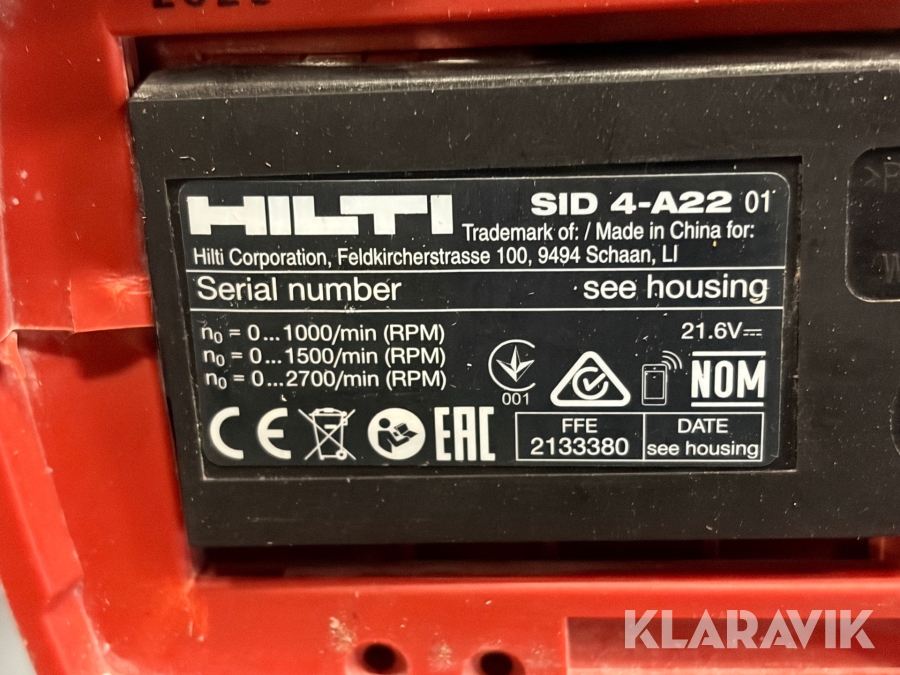 HILTI
SID 4-A22 01
Trademark of: / Made in China for:
Hilti Corporation, Feldkircherstrasse 100, 9494 Schaan, LI
Serial number see housing
n₀ = 0...1000/min (RPM)
n₀ = 0...1500/min (RPM)
n₀ = 0...2700/min (RPM)
21.6V⎓
001
NOM
CE
EAC
FFE
2133380
DATE
see housing
KLARAVIK